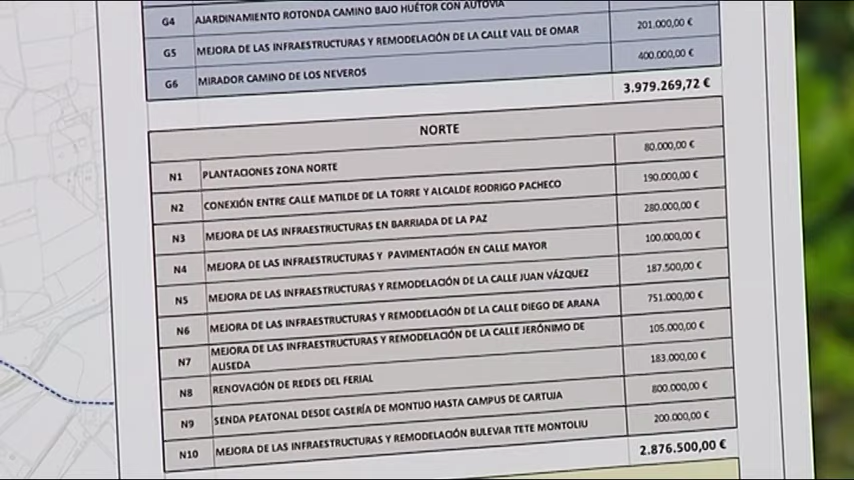 G4 AJARDINAMIENTO ROTONDA CAMINO BAJO HUÉTOR CON AUTOVIA
G5 MEJORA DE LAS INFRAESTRUCTURAS Y REMODELACIÓN DE LA CALLE VALL DE OMAR 201.000,00 €
G6 MIRADOR CAMINO DE LOS NEVEROS 400.000,00 €
3.979.269,72 €
NORTE
N1 PLANTACIONES ZONA NORTE 80.000,00 €
N2 CONEXIÓN ENTRE CALLE MATILDE DE LA TORRE Y ALCALDE RODRIGO PACHECO 190.000,00 €
N3 MEJORA DE LAS INFRAESTRUCTURAS EN BARRIADA DE LA PAZ 280.000,00 €
N4 MEJORA DE LAS INFRAESTRUCTURAS Y PAVIMENTACIÓN EN CALLE MAYOR 100.000,00 €
N5 MEJORA DE LAS INFRAESTRUCTURAS Y REMODELACIÓN DE LA CALLE JUAN VÁZQUEZ 187.500,00 €
N6 MEJORA DE LAS INFRAESTRUCTURAS Y REMODELACIÓN DE LA CALLE DIEGO DE ARANA 751.000,00 €
N7 MEJORA DE LAS INFRAESTRUCTURAS Y REMODELACIÓN DE LA CALLE JERÓNIMO DE 105.000,00 €
ALISEDA
N8 RENOVACIÓN DE REDES DEL FERIAL 183.000,00 €
N9 SENDA PEATONAL DESDE CASERÍA DE MONTIJO HASTA CAMPUS DE CARTUJA 800.000,00 €
N10 MEJORA DE LAS INFRAESTRUCTURAS Y REMODELACIÓN BULEVAR TETE MONTOLIU 200.000,00 €
2.876.500,00 €